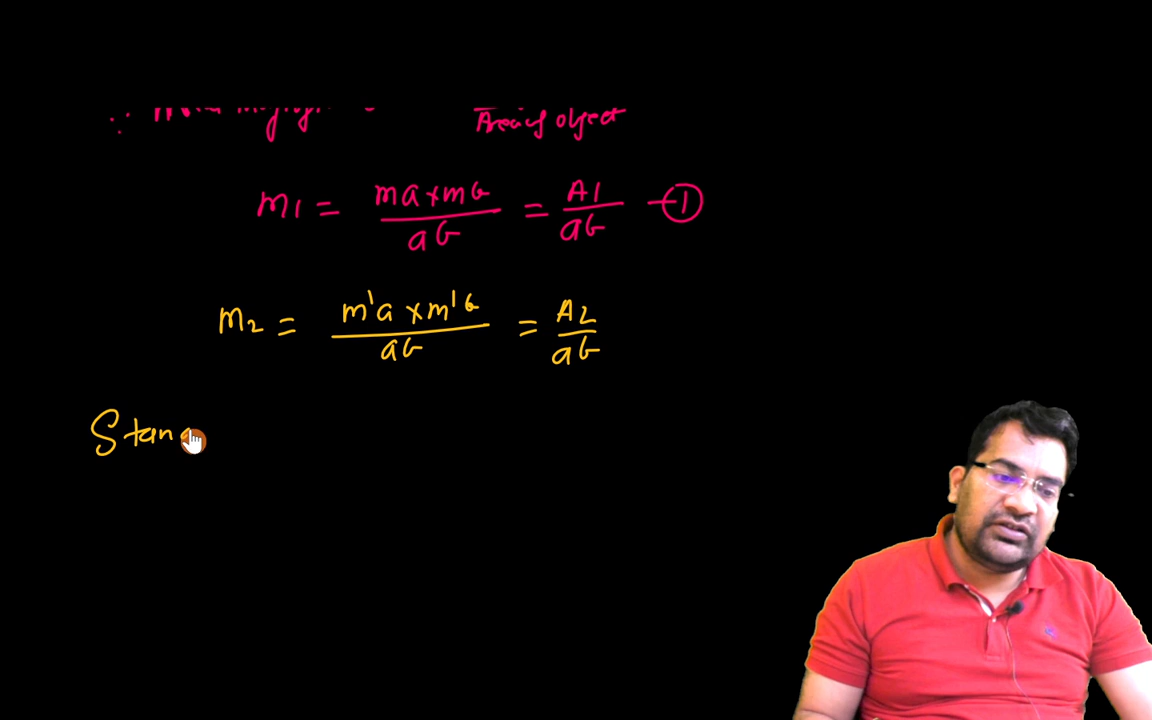 ∵
Area of object
m1 = ma×mb / ab = A1 / ab —①
m2 = m'a × m'b / ab = A2 / ab
Stan